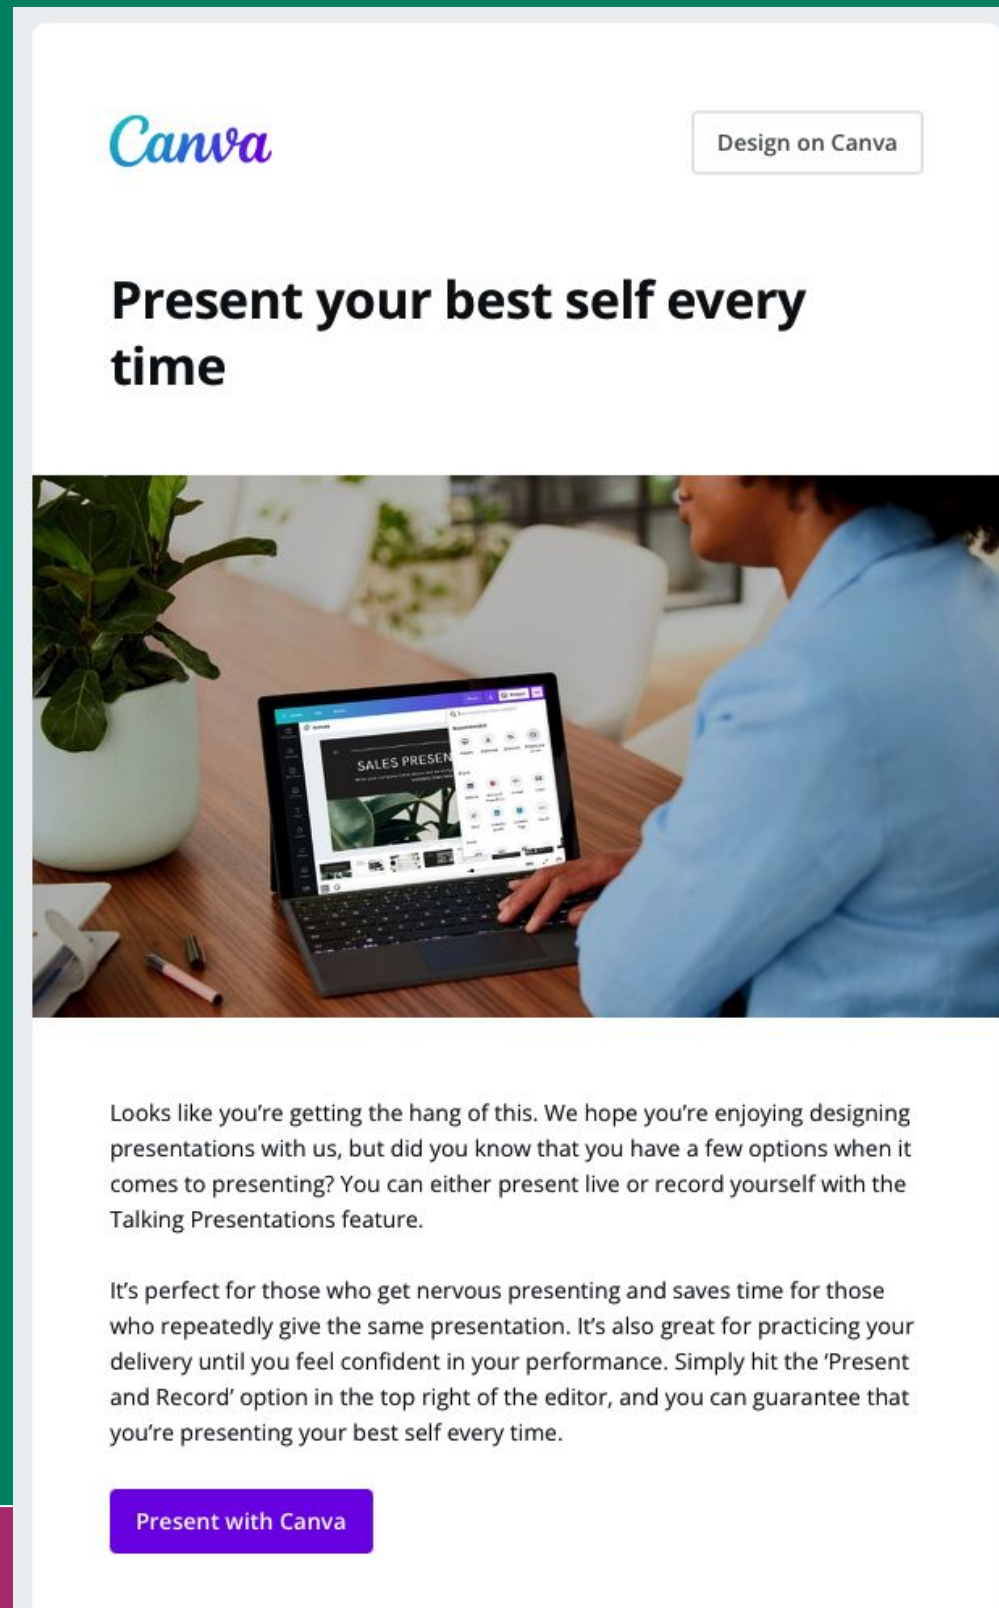 Canva
Design on Canva
Present your best self every
time
SALES PRESEN
Looks like you’re getting the hang of this. We hope you’re enjoying designing
presentations with us, but did you know that you have a few options when it
comes to presenting? You can either present live or record yourself with the
Talking Presentations feature.
It’s perfect for those who get nervous presenting and saves time for those
who repeatedly give the same presentation. It’s also great for practicing your
delivery until you feel confident in your performance. Simply hit the ‘Present
and Record’ option in the top right of the editor, and you can guarantee that
you’re presenting your best self every time.
Present with Canva